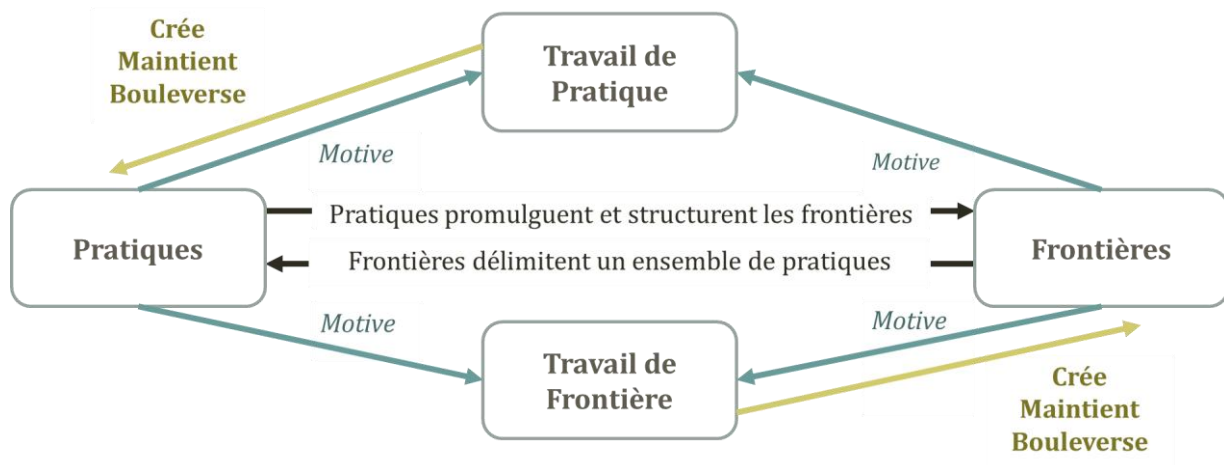 Crée
Maintient
Bouleverse
Travail de
Pratique
Motive
Motive
Pratiques promulguent et structurent les frontières
Pratiques
Frontières
Frontières délimitent un ensemble de pratiques
Motive
Motive
Travail de
Frontière
Crée
Maintient
Bouleverse